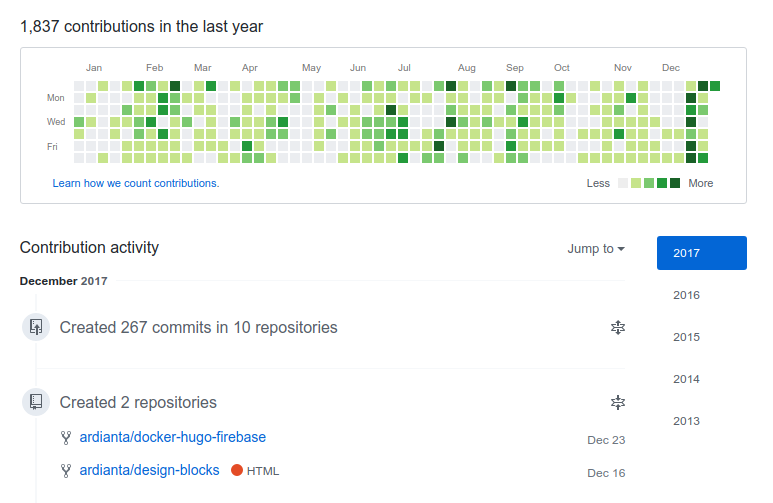 1,837 contributions in the last year
Jan Feb Mar Apr May Jun Jul Aug Sep Oct Nov Dec
Mon
Wed
Fri
Learn how we count contributions. Less More
Contribution activity Jump to
2017
December 2017
2016
Created 267 commits in 10 repositories
2015
2014
Created 2 repositories
2013
ardianta/docker-hugo-firebase Dec 23
ardianta/design-blocks HTML Dec 16